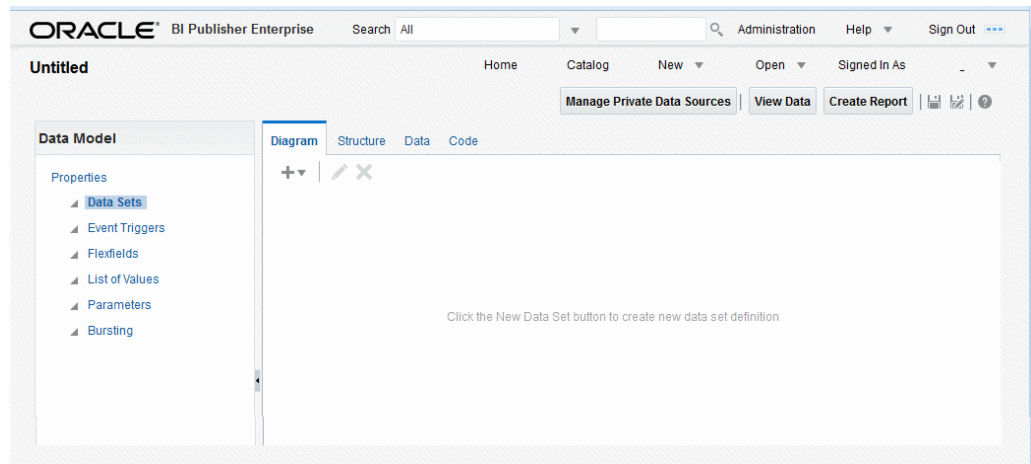 ORACLE BI Publisher Enterprise Search All Administration Help Sign Out
Untitled Home Catalog New Open Signed In As
Manage Private Data Sources View Data Create Report
Data Model
Diagram Structure Data Code
Properties
Data Sets
Event Triggers
Flexfields
List of Values
Parameters
Bursting
Click the New Data Set button to create new data set definition